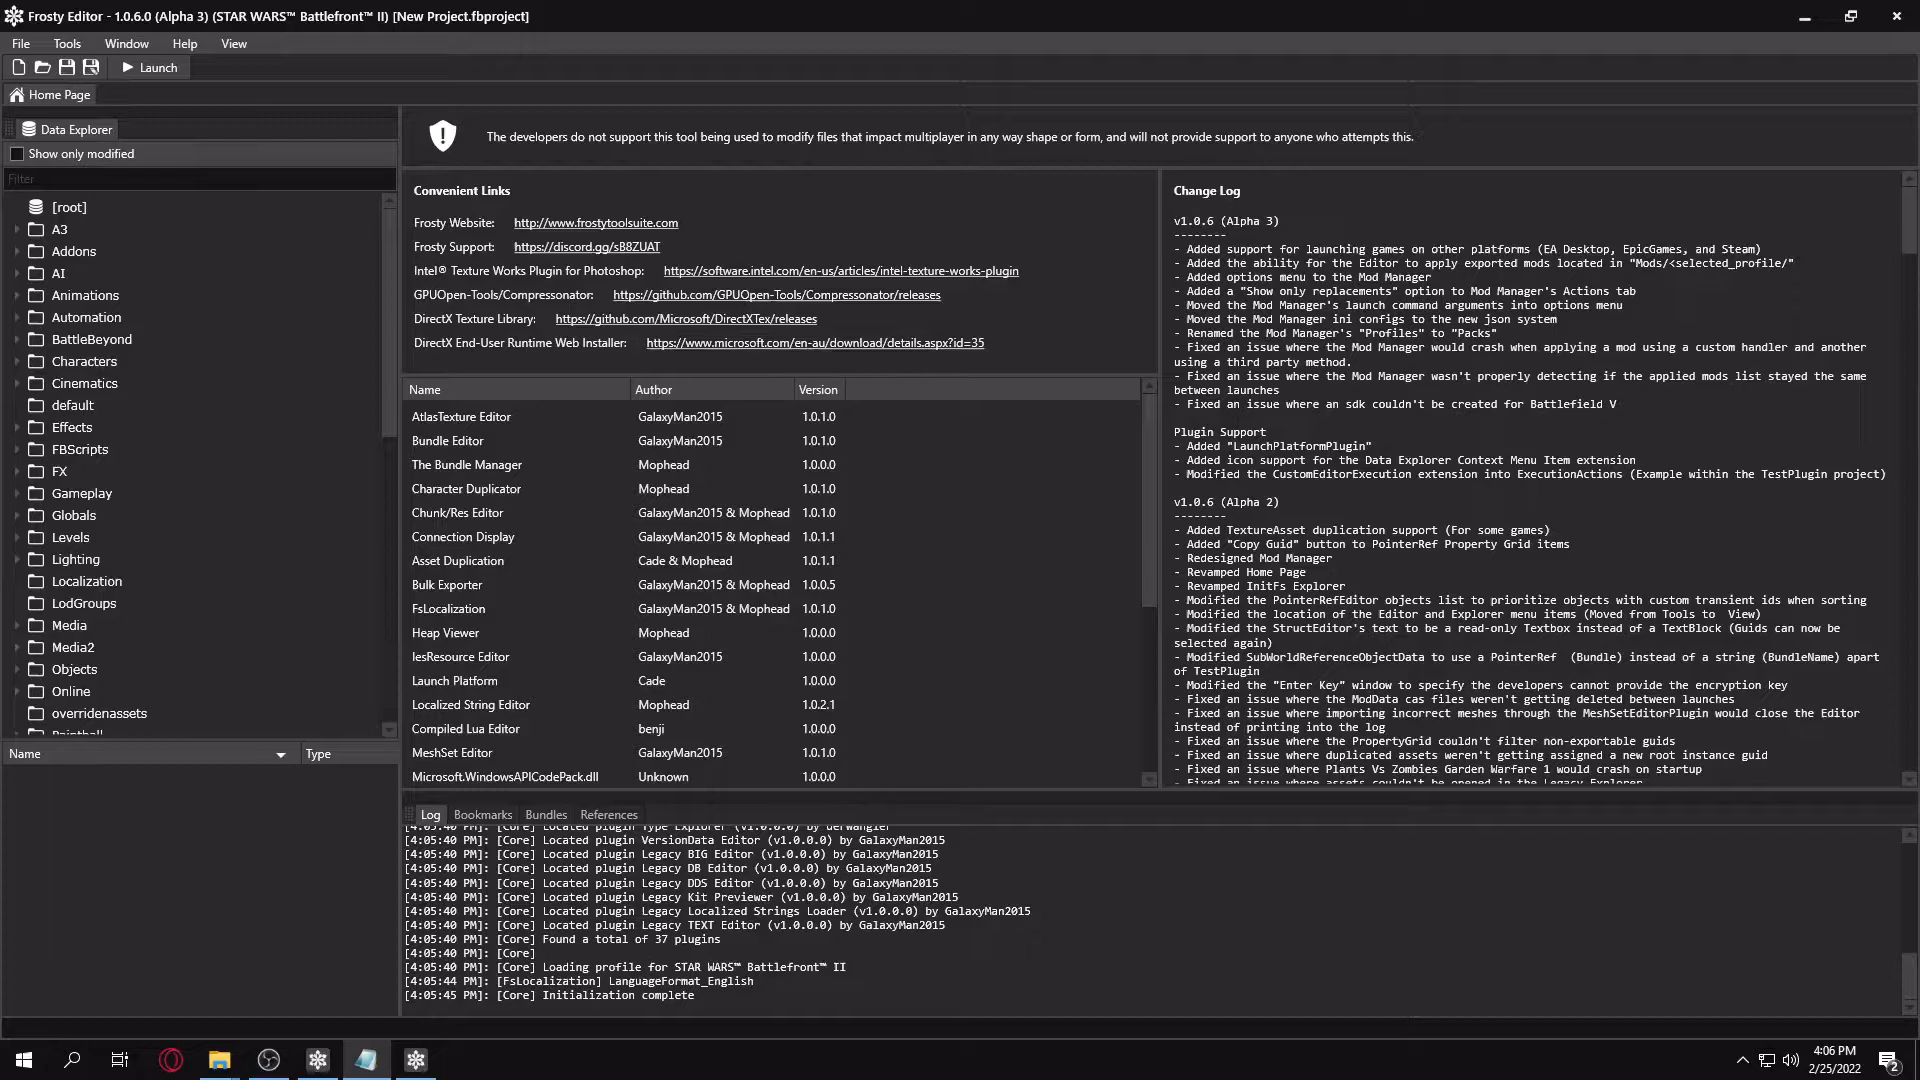 Frosty Editor - 1.0.6.0 (Alpha 3) (STAR WARS™ Battlefront™ II) [New Project.fbproject]
File Tools Window Help View
Launch
Home Page
Data Explorer
Show only modified
Filter
[root]
A3
Addons
AI
Animations
Automation
BattleBeyond
Characters
Cinematics
default
Effects
FBScripts
FX
Gameplay
Globals
Levels
Lighting
Localization
LodGroups
Media
Media2
Objects
Online
overridenassets
Paintball
Name Type
The developers do not support this tool being used to modify files that impact multiplayer in any way shape or form, and will not provide support to anyone who attempts this.
Convenient Links
Frosty Website: http://www.frostytoolsuite.com
Frosty Support: https://discord.gg/sB8ZUAT
Intel® Texture Works Plugin for Photoshop: https://software.intel.com/en-us/articles/intel-texture-works-plugin
GPUOpen-Tools/Compressonator: https://github.com/GPUOpen-Tools/Compressonator/releases
DirectX Texture Library: https://github.com/Microsoft/DirectXTex/releases
DirectX End-User Runtime Web Installer: https://www.microsoft.com/en-au/download/details.aspx?id=35
Name Author Version
AtlasTexture Editor GalaxyMan2015 1.0.1.0
Bundle Editor GalaxyMan2015 1.0.1.0
The Bundle Manager Mophead 1.0.0.0
Character Duplicator Mophead 1.0.1.0
Chunk/Res Editor GalaxyMan2015 & Mophead 1.0.1.0
Connection Display GalaxyMan2015 & Mophead 1.0.1.1
Asset Duplication Cade & Mophead 1.0.1.1
Bulk Exporter GalaxyMan2015 & Mophead 1.0.0.5
FsLocalization GalaxyMan2015 & Mophead 1.0.1.0
Heap Viewer Mophead 1.0.0.0
IesResource Editor GalaxyMan2015 1.0.0.0
Launch Platform Cade 1.0.0.0
Localized String Editor Mophead 1.0.2.1
Compiled Lua Editor benji 1.0.0.0
MeshSet Editor GalaxyMan2015 1.0.1.0
Microsoft.WindowsAPICodePack.dll Unknown 1.0.0.0
Change Log
v1.0.6 (Alpha 3)
--------
- Added support for launching games on other platforms (EA Desktop, EpicGames, and Steam)
- Added the ability for the Editor to apply exported mods located in "Mods/<selected_profile/"
- Added options menu to the Mod Manager
- Added a "Show only replacements" option to Mod Manager's Actions tab
- Moved the Mod Manager's launch command arguments into options menu
- Moved the Mod Manager ini configs to the new json system
- Renamed the Mod Manager's "Profiles" to "Packs"
- Fixed an issue where the Mod Manager would crash when applying a mod using a custom handler and another
using a third party method.
- Fixed an issue where the Mod Manager wasn't properly detecting if the applied mods list stayed the same
between launches
- Fixed an issue where an sdk couldn't be created for Battlefield V
Plugin Support
- Added "LaunchPlatformPlugin"
- Added icon support for the Data Explorer Context Menu Item extension
- Modified the CustomEditorExecution extension into ExecutionActions (Example within the TestPlugin project)
v1.0.6 (Alpha 2)
--------
- Added TextureAsset duplication support (For some games)
- Added "Copy Guid" button to PointerRef Property Grid items
- Redesigned Mod Manager
- Revamped Home Page
- Revamped InitFs Explorer
- Modified the PointerRefEditor objects list to prioritize objects with custom transient ids when sorting
- Modified the location of the Editor and Explorer menu items (Moved from Tools to  View)
- Modified the StructEditor's text to be a read-only Textbox instead of a TextBlock (Guids can now be
selected again)
- Modified SubWorldReferenceObjectData to use a PointerRef  (Bundle) instead of a string (BundleName) apart
of TestPlugin
- Modified the "Enter Key" window to specify the developers cannot provide the encryption key
- Fixed an issue where the ModData cas files weren't getting deleted between launches
- Fixed an issue where importing incorrect meshes through the MeshSetEditorPlugin would close the Editor
instead of printing into the log
- Fixed an issue where the PropertyGrid couldn't filter non-exportable guids
- Fixed an issue where duplicated assets weren't getting assigned a new root instance guid
- Fixed an issue where Plants Vs Zombies Garden Warfare 1 would crash on startup
- Fixed an issue where assets couldn't be opened in the Legacy Explorer
Log Bookmarks Bundles References
[4:05:40 PM]: [Core] Located plugin Type Explorer (v1.0.0.0) by derwangler
[4:05:40 PM]: [Core] Located plugin VersionData Editor (v1.0.0.0) by GalaxyMan2015
[4:05:40 PM]: [Core] Located plugin Legacy BIG Editor (v1.0.0.0) by GalaxyMan2015
[4:05:40 PM]: [Core] Located plugin Legacy DB Editor (v1.0.0.0) by GalaxyMan2015
[4:05:40 PM]: [Core] Located plugin Legacy DDS Editor (v1.0.0.0) by GalaxyMan2015
[4:05:40 PM]: [Core] Located plugin Legacy Kit Previewer (v1.0.0.0) by GalaxyMan2015
[4:05:40 PM]: [Core] Located plugin Legacy Localized Strings Loader (v1.0.0.0) by GalaxyMan2015
[4:05:40 PM]: [Core] Located plugin Legacy TEXT Editor (v1.0.0.0) by GalaxyMan2015
[4:05:40 PM]: [Core] Found a total of 37 plugins
[4:05:40 PM]: [Core]
[4:05:40 PM]: [Core] Loading profile for STAR WARS™ Battlefront™ II
[4:05:44 PM]: [FsLocalization] LanguageFormat_English
[4:05:45 PM]: [Core] Initialization complete
4:06 PM
2/25/2022
2